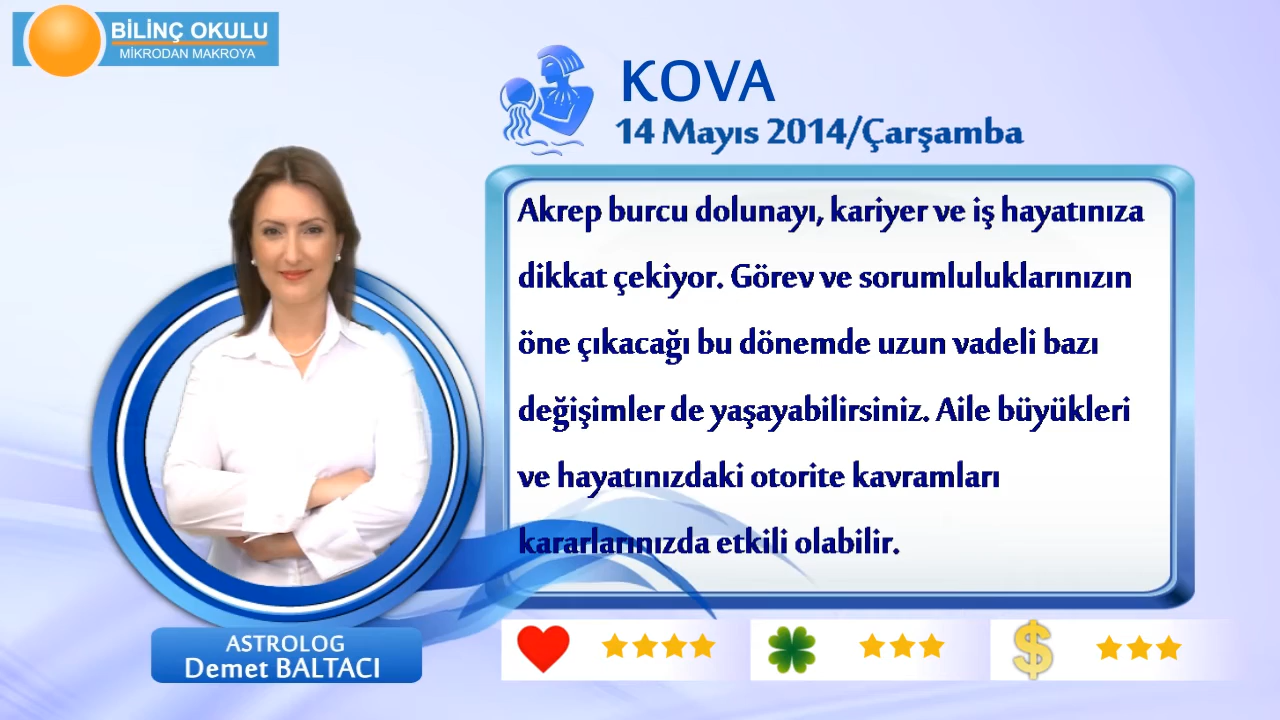 BİLİNÇ OKULU
MİKRODAN MAKROYA
KOVA
14 Mayıs 2014/Çarşamba
Akrep burcu dolunayı, kariyer ve iş hayatınıza
dikkat çekiyor. Görev ve sorumluluklarınızın
öne çıkacağı bu dönemde uzun vadeli bazı
değişimler de yaşayabilirsiniz. Aile büyükleri
ve hayatınızdaki otorite kavramları
kararlarınızda etkili olabilir.
ASTROLOG
Demet BALTACI